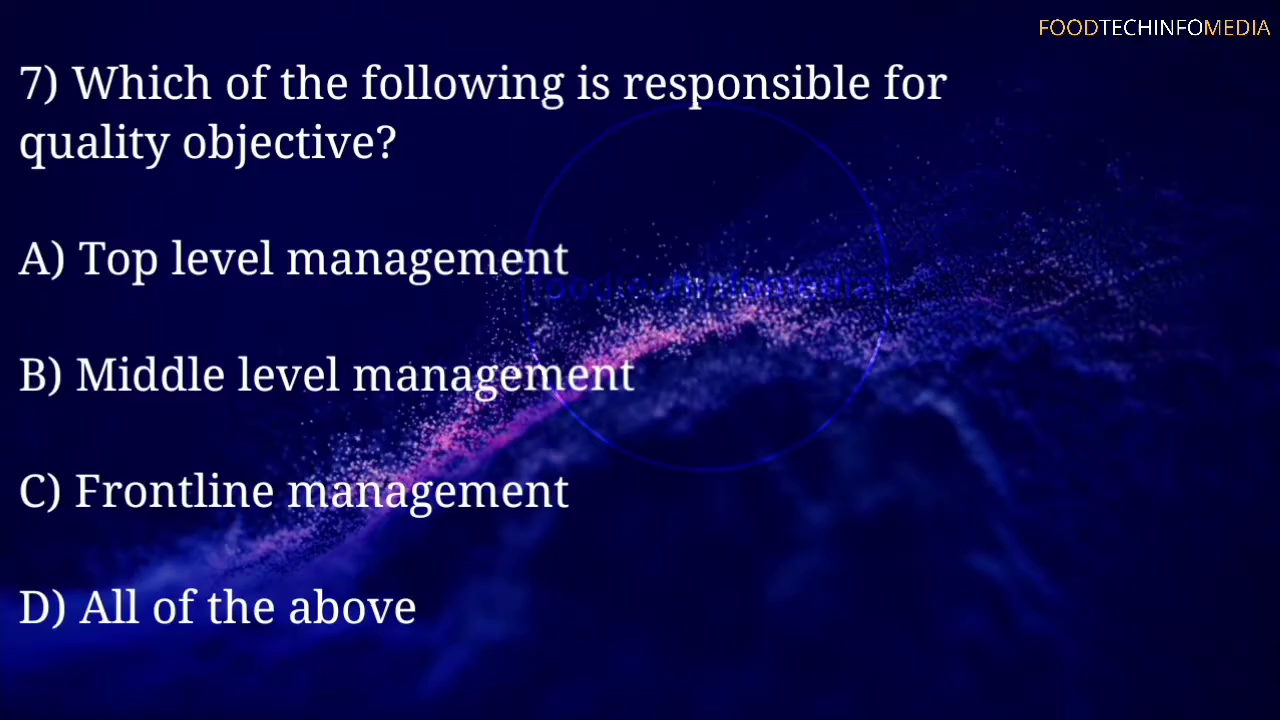 FOODTECHINFOMEDIA
7) Which of the following is responsible for
quality objective?
A) Top level management
Foodtechinfomedia
B) Middle level management
C) Frontline management
D) All of the above